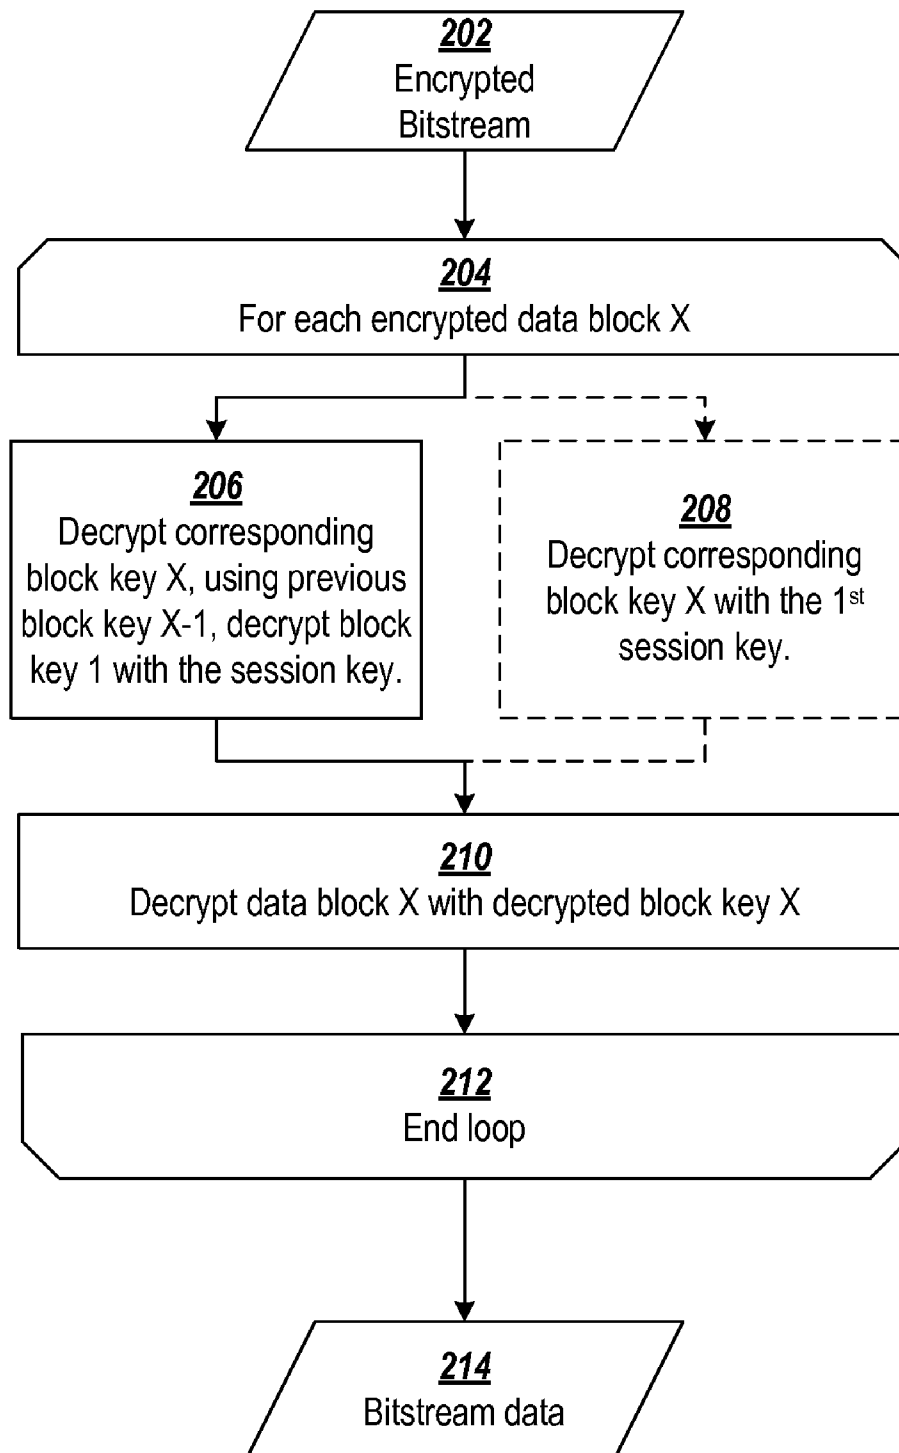 202
Encrypted
Bitstream
204
For each encrypted data block X
206
Decrypt corresponding
block key X, using previous
block key X-1, decrypt block
key 1 with the session key.
208
Decrypt corresponding
block key X with the 1st
session key.
210
Decrypt data block X with decrypted block key X
212
End loop
214
Bitstream data